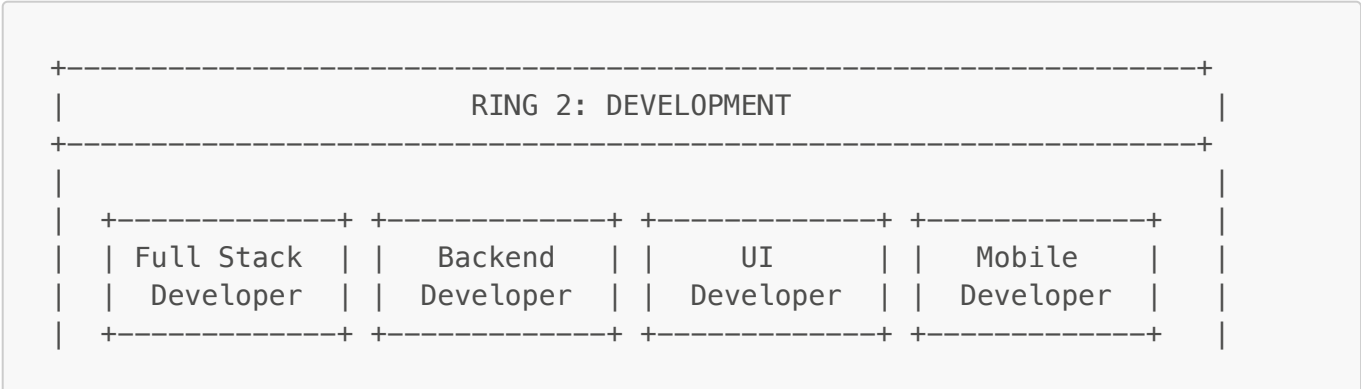 +-------------------------------------------------------------------+
|                        RING 2: DEVELOPMENT                         |
+-------------------------------------------------------------------+
|                                                                    |
|  +-------------+ +-------------+ +-------------+ +-------------+   |
|  | Full Stack  | |   Backend   | |     UI      | |   Mobile    |   |
|  |  Developer  | |  Developer  | |  Developer  | |  Developer  |   |
|  +-------------+ +-------------+ +-------------+ +-------------+   |